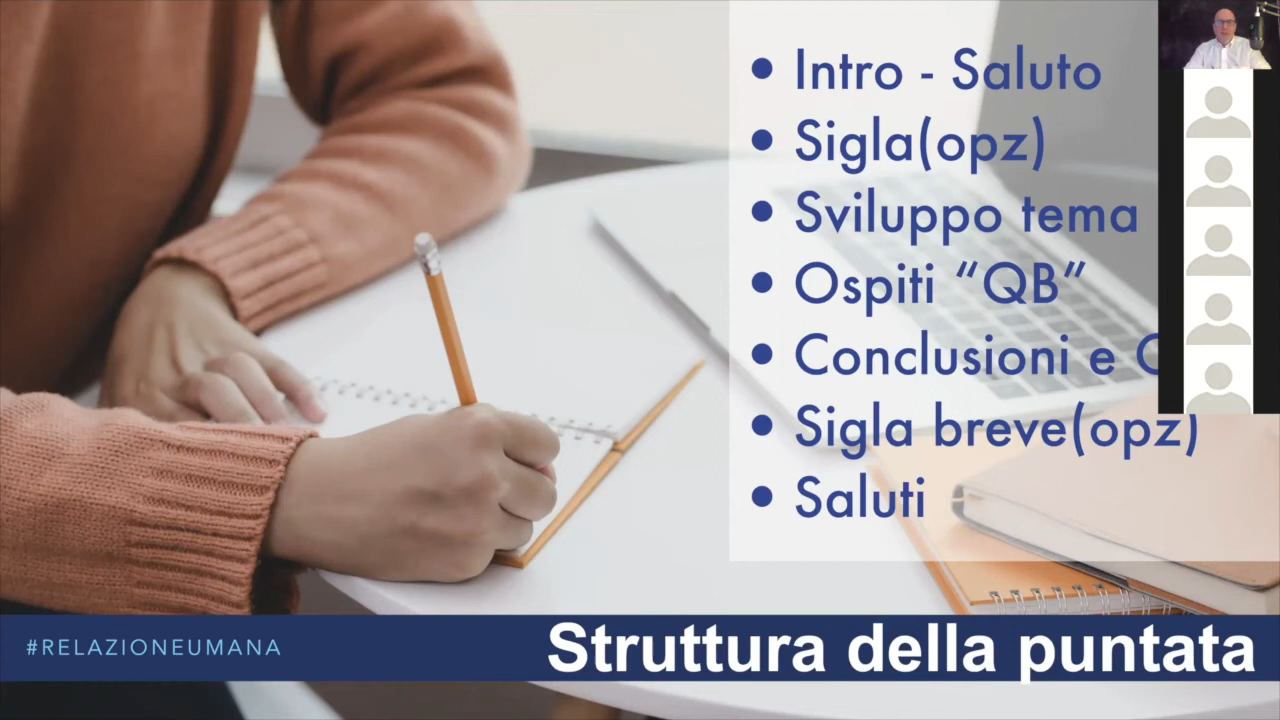 • Intro - Saluto
• Sigla(opz)
• Sviluppo tema
• Ospiti “QB”
• Conclusioni e
• Sigla breve(opz)
• Saluti
#RELAZIONEUMANA
Struttura della puntata